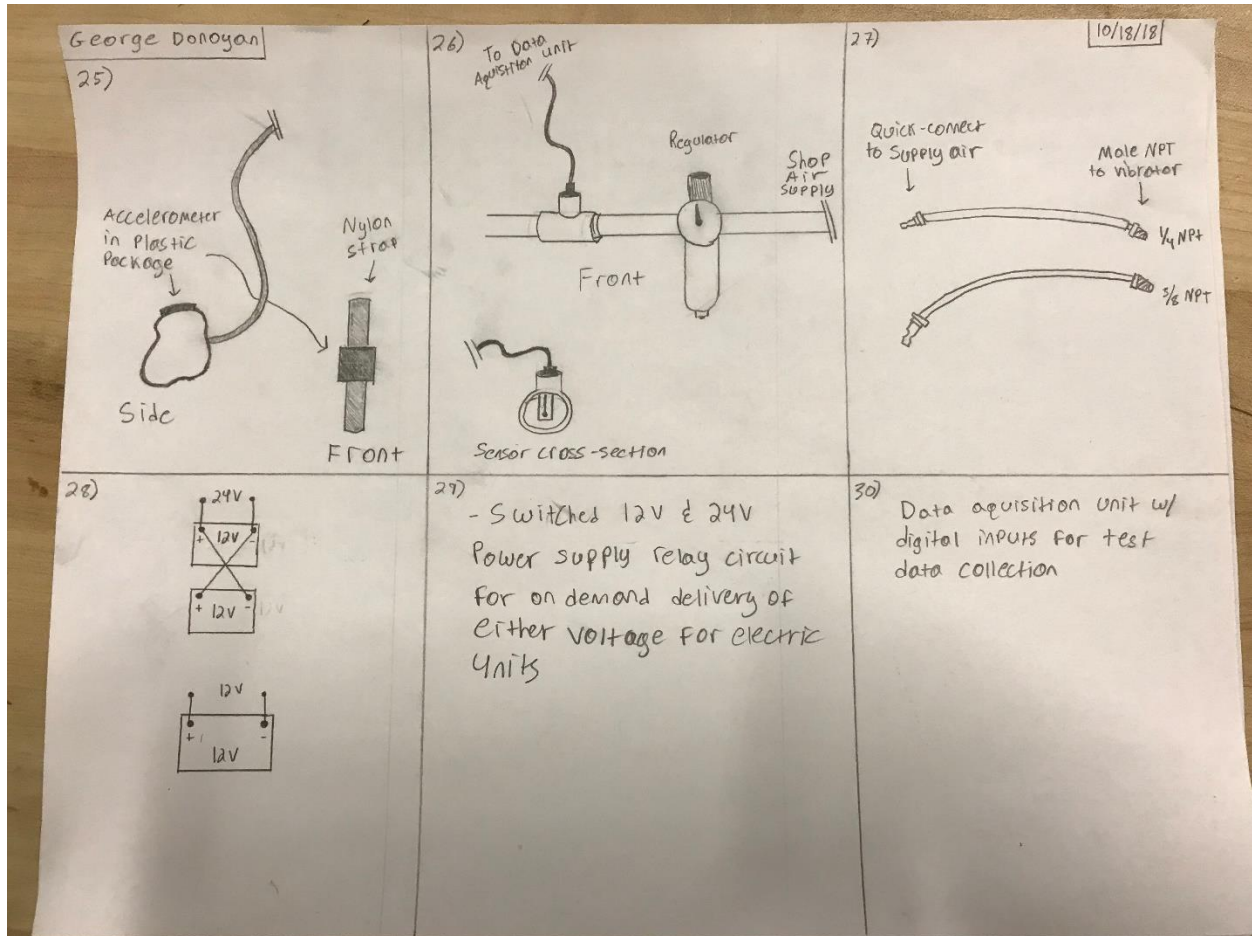 George Donoyan
10/18/18
25)
Accelerometer
in Plastic
Package
Nylon
strap
Side
Front
26)
To Data
Aquistiton unit
Regulator
Shop
Air
Supply
Front
Sensor cross-section
27)
Quick-connect
to Supply air
Male NPT
to vibrator
1/4 NPT
3/8 NPT
28)
24V
+ 12V -
+ 12V -
12V
+ -
12V
29)
- Switched 12V & 24V
Power supply relay circuit
for on demand delivery of
either voltage for electric
units
30)
Data aquisition unit w/
digital inputs for test
data collection